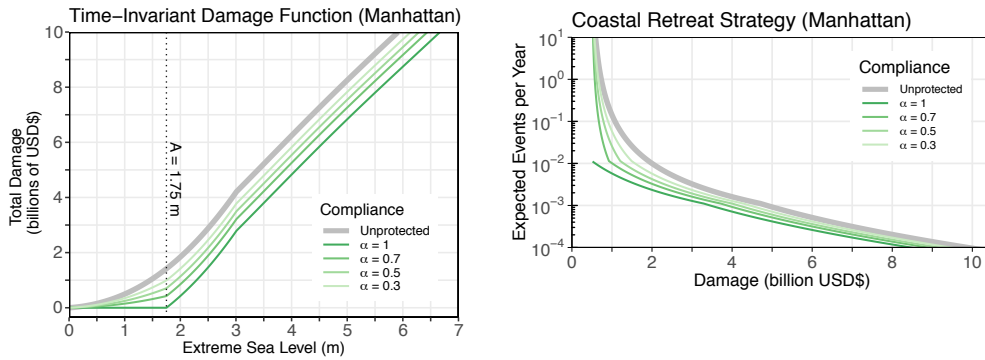 Time−Invariant Damage Function (Manhattan)
Total Damage
(billions of USD$)
10
8
6
4
2
0
A = 1.75 m
Compliance
Unprotected
α = 1
α = 0.7
α = 0.5
α = 0.3
0 1 2 3 4 5 6 7
Extreme Sea Level (m)
Coastal Retreat Strategy (Manhattan)
Expected Events per Year
10¹
10⁰
10⁻¹
10⁻²
10⁻³
10⁻⁴
Compliance
Unprotected
α = 1
α = 0.7
α = 0.5
α = 0.3
0 2 4 6 8 10
Damage (billion USD$)